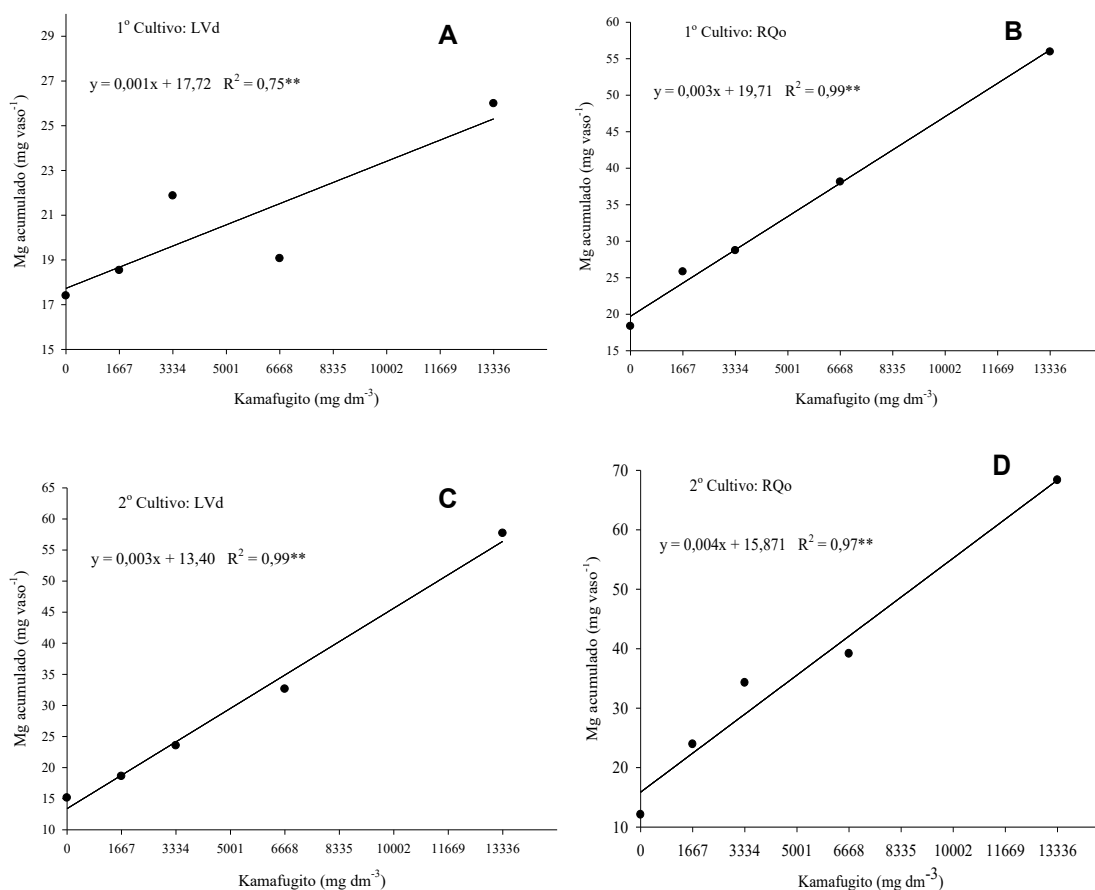 1º Cultivo: LVd
A
y = 0,001x + 17,72 R² = 0,75**
Mg acumulado (mg vaso⁻¹)
29
27
25
23
21
19
17
15
0 1667 3334 5001 6668 8335 10002 11669 13336
Kamafugito (mg dm⁻³)
1º Cultivo: RQo
B
y = 0,003x + 19,71 R² = 0,99**
Mg acumulado (mg vaso⁻¹)
60
55
50
45
40
35
30
25
20
15
0 1667 3334 5001 6668 8335 10002 11669 13336
Kamafugito (mg dm⁻³)
2º Cultivo: LVd
C
y = 0,003x + 13,40 R² = 0,99**
Mg acumulado (mg vaso⁻¹)
65
60
55
50
45
40
35
30
25
20
15
10
0 1667 3334 5001 6668 8335 10002 11669 13336
Kamafugito (mg dm⁻³)
2º Cultivo: RQo
D
y = 0,004x + 15,871 R² = 0,97**
Mg acumulado (mg vaso⁻¹)
70
60
50
40
30
20
10
0 1667 3334 5001 6668 8335 10002 11669 13336
Kamafugito (mg dm⁻³)